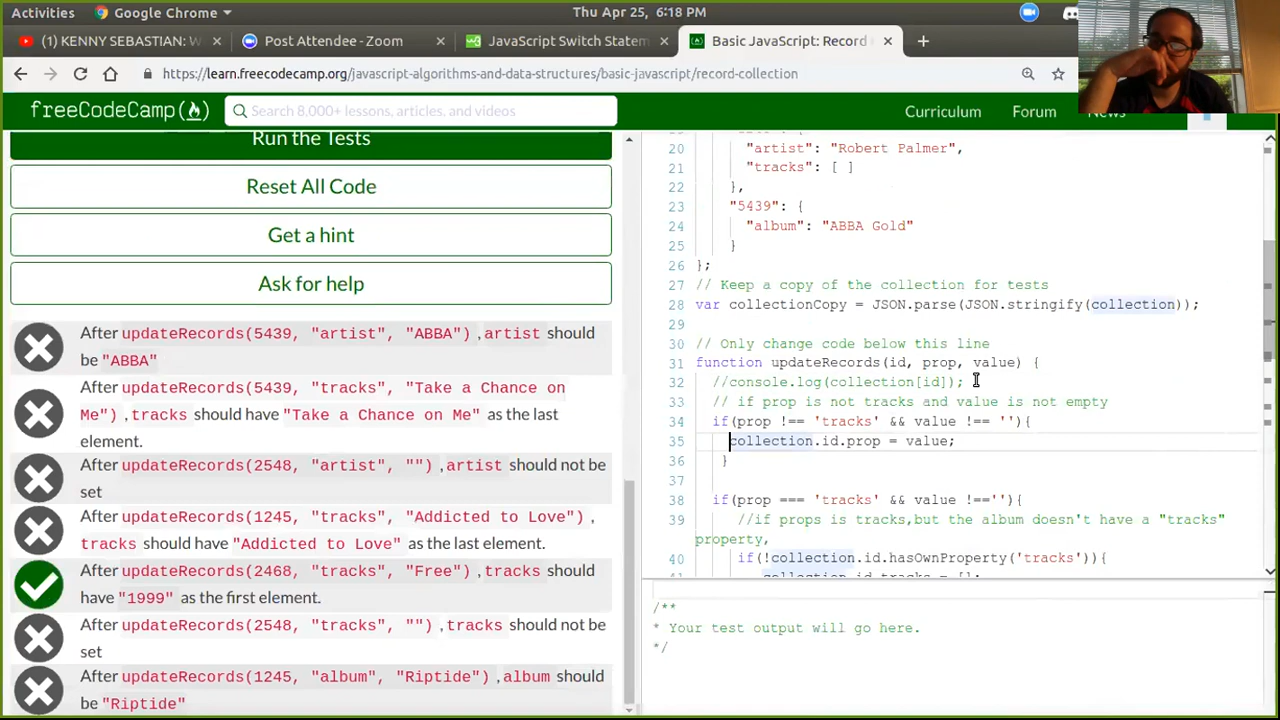 Activities
Google Chrome
Thu Apr 25, 6:18 PM
(1) KENNY SEBASTIAN: W
Post Attendee - Zoo
JavaScript Switch Statem
Basic JavaScript: Record
https://learn.freecodecamp.org/javascript-algorithms-and-data-structures/basic-javascript/record-collection
freeCodeCamp
Search 8,000+ lessons, articles, and videos
Curriculum
Forum
News
Run the Tests
Reset All Code
Get a hint
Ask for help
After updateRecords(5439, "artist", "ABBA"),artist should
be "ABBA"
After updateRecords(5439, "tracks", "Take a Chance on
Me"),tracks should have "Take a Chance on Me" as the last
element.
After updateRecords(2548, "artist", ""),artist should not be
set
After updateRecords(1245, "tracks", "Addicted to Love"),
tracks should have "Addicted to Love" as the last element.
After updateRecords(2468, "tracks", "Free"),tracks should
have "1999" as the first element.
After updateRecords(2548, "tracks", ""),tracks should not be
set
After updateRecords(1245, "album", "Riptide"),album should
be "Riptide"
20 "artist": "Robert Palmer",
21 "tracks": [ ]
22 },
23 "5439": {
24 "album": "ABBA Gold"
25 }
26 };
27 // Keep a copy of the collection for tests
28 var collectionCopy = JSON.parse(JSON.stringify(collection));
29
30 // Only change code below this line
31 function updateRecords(id, prop, value) {
32 //console.log(collection[id]);
33 // if prop is not tracks and value is not empty
34 if(prop !== 'tracks' && value !== ''){
35 collection.id.prop = value;
36 }
37
38 if(prop === 'tracks' && value !==''){
39 //if props is tracks,but the album doesn't have a "tracks"
property,
40 if(!collection.id.hasOwnProperty('tracks')){
collection.id.tracks = [];
/**
* Your test output will go here.
*/